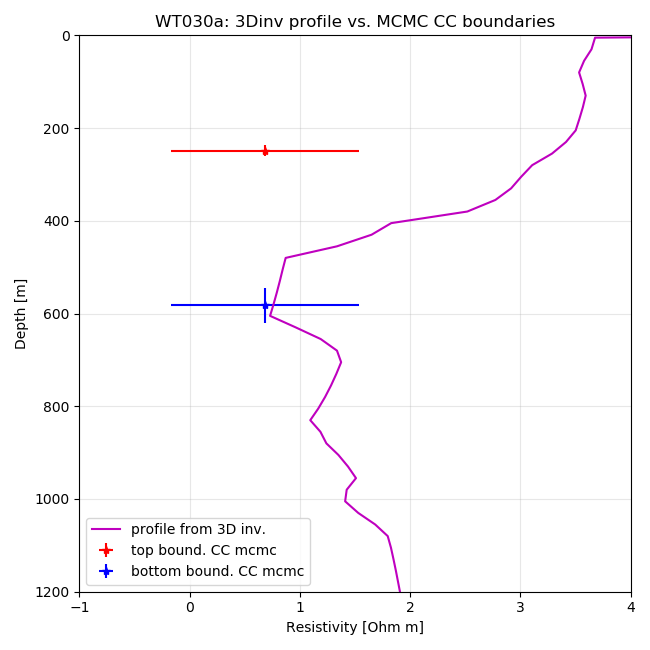 WT030a: 3Dinv profile vs. MCMC CC boundaries
0
200
400
600
800
1000
1200
Depth [m]
profile from 3D inv.
top bound. CC mcmc
bottom bound. CC mcmc
−1
0
1
2
3
4
Resistivity [Ohm m]